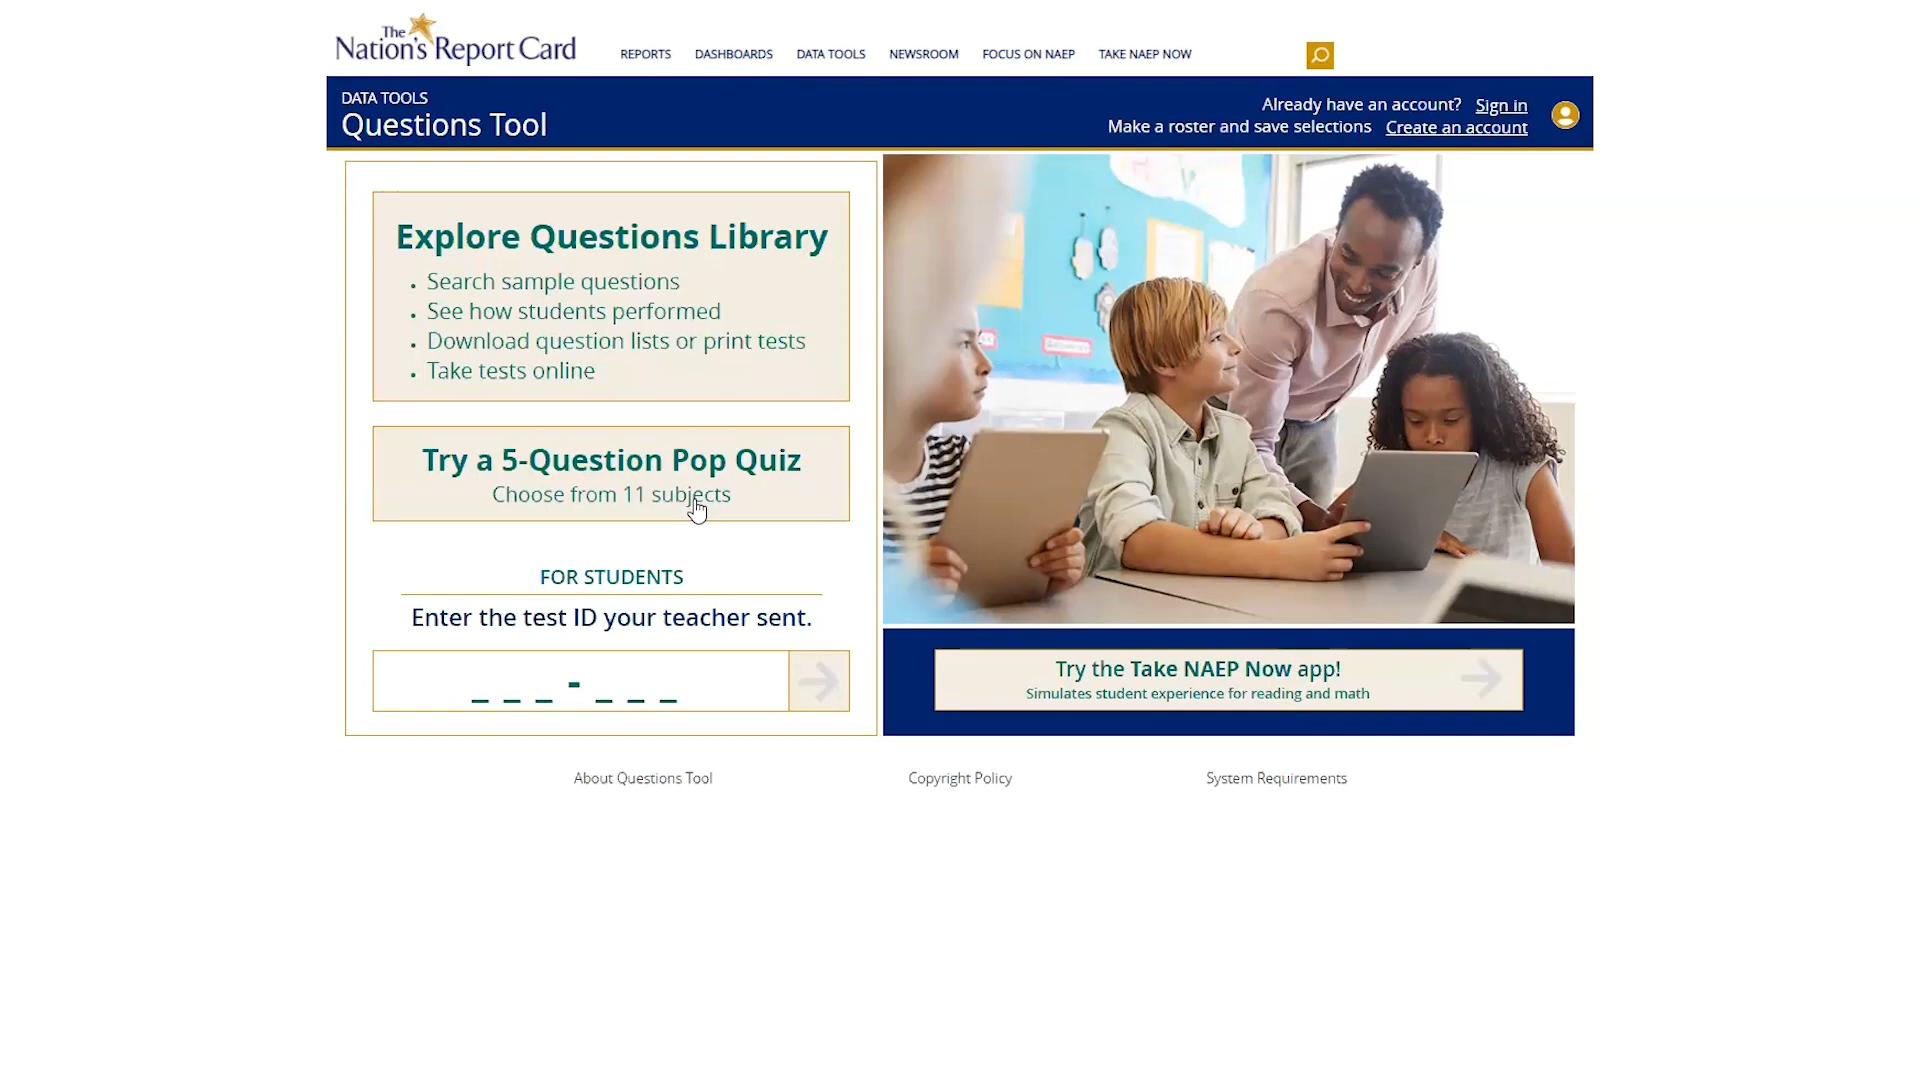 The
Nation's Report Card
REPORTS DASHBOARDS DATA TOOLS NEWSROOM FOCUS ON NAEP TAKE NAEP NOW
DATA TOOLS
Questions Tool
Already have an account? Sign in
Make a roster and save selections Create an account
Explore Questions Library
• Search sample questions
• See how students performed
• Download question lists or print tests
• Take tests online
Try a 5-Question Pop Quiz
Choose from 11 subjects
FOR STUDENTS
Enter the test ID your teacher sent.
_ _ _ - _ _ _
Try the Take NAEP Now app!
Simulates student experience for reading and math
About Questions Tool
Copyright Policy
System Requirements